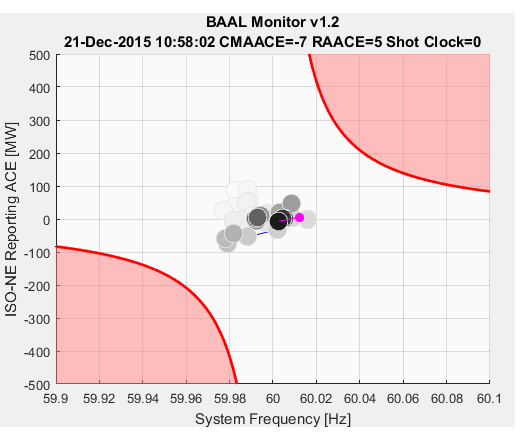 BAAL Monitor v1.2
21-Dec-2015 10:58:02 CMAACE=-7 RAACE=5 Shot Clock=0
500
400
300
200
100
0
-100
-200
-300
-400
-500
ISO-NE Reporting ACE [MW]
59.9 59.92 59.94 59.96 59.98 60 60.02 60.04 60.06 60.08 60.1
System Frequency [Hz]